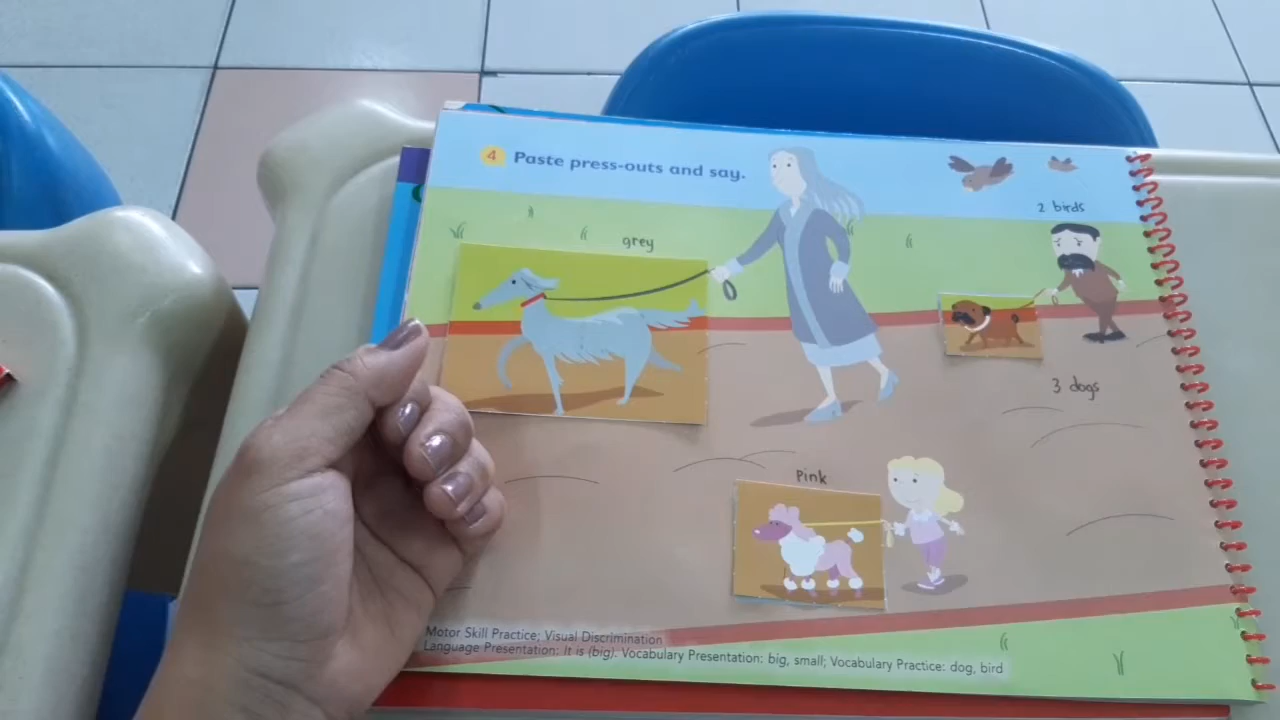 4 Paste press-outs and say.
2 birds
grey
3 dogs
Pink
Motor Skill Practice; Visual Discrimination
Language Presentation: It is (big). Vocabulary Presentation: big, small; Vocabulary Practice: dog, bird